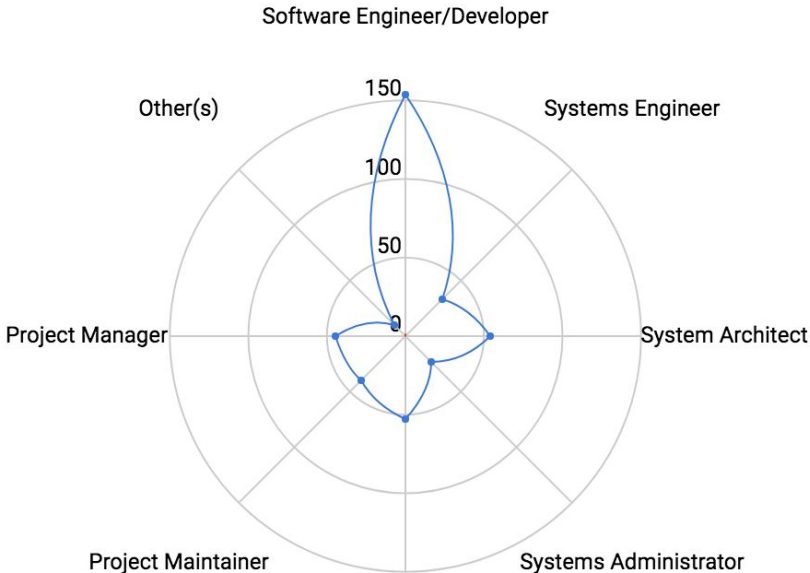 Software Engineer/Developer
150
Other(s)
Systems Engineer
100
50
0
Project Manager
System Architect
Project Maintainer
Systems Administrator